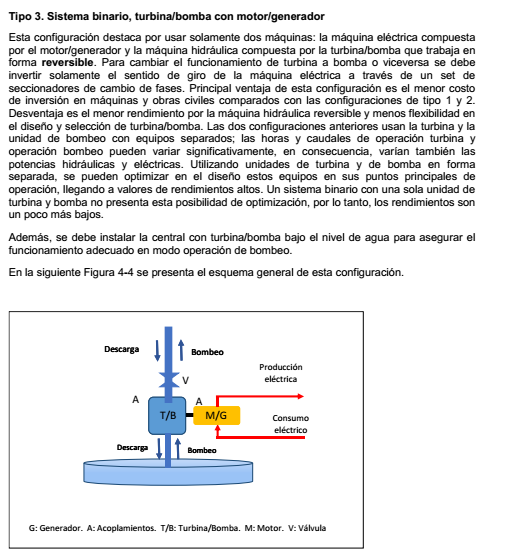 Tipo 3. Sistema binario, turbina/bomba con motor/generador
Esta configuración destaca por usar solamente dos máquinas: la máquina eléctrica compuesta
por el motor/generador y la máquina hidráulica compuesta por la turbina/bomba que trabaja en
forma reversible. Para cambiar el funcionamiento de turbina a bomba o viceversa se debe
invertir solamente el sentido de giro de la máquina eléctrica a través de un set de
seccionadores de cambio de fases. Principal ventaja de esta configuración es el menor costo
de inversión en máquinas y obras civiles comparados con las configuraciones de tipo 1 y 2.
Desventaja es el menor rendimiento por la máquina hidráulica reversible y menos flexibilidad en
el diseño y selección de turbina/bomba. Las dos configuraciones anteriores usan la turbina y la
unidad de bombeo con equipos separados; las horas y caudales de operación turbina y
operación bombeo pueden variar significativamente, en consecuencia, varían también las
potencias hidráulicas y eléctricas. Utilizando unidades de turbina y de bomba en forma
separada, se pueden optimizar en el diseño estos equipos en sus puntos principales de
operación, llegando a valores de rendimientos altos. Un sistema binario con una sola unidad de
turbina y bomba no presenta esta posibilidad de optimización, por lo tanto, los rendimientos son
un poco más bajos.
Además, se debe instalar la central con turbina/bomba bajo el nivel de agua para asegurar el
funcionamiento adecuado en modo operación de bombeo.
En la siguiente Figura 4-4 se presenta el esquema general de esta configuración.
Descarga
Bombeo
V
Producción
eléctrica
A
A
T/B
M/G
Consumo
eléctrico
Descarga
Bombeo
G: Generador. A: Acoplamientos. T/B: Turbina/Bomba. M: Motor. V: Válvula